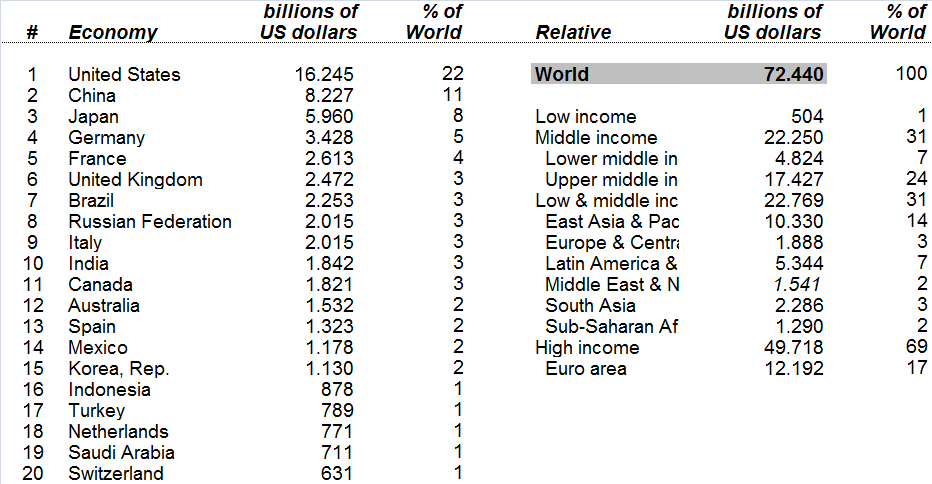 billions of % of billions of % of
# Economy US dollars World Relative US dollars World
1 United States 16.245 22 World 72.440 100
2 China 8.227 11
3 Japan 5.960 8 Low income 504 1
4 Germany 3.428 5 Middle income 22.250 31
5 France 2.613 4 Lower middle in 4.824 7
6 United Kingdom 2.472 3 Upper middle in 17.427 24
7 Brazil 2.253 3 Low & middle inc 22.769 31
8 Russian Federation 2.015 3 East Asia & Pac 10.330 14
9 Italy 2.015 3 Europe & Centra 1.888 3
10 India 1.842 3 Latin America & 5.344 7
11 Canada 1.821 3 Middle East & N 1.541 2
12 Australia 1.532 2 South Asia 2.286 3
13 Spain 1.323 2 Sub-Saharan Af 1.290 2
14 Mexico 1.178 2 High income 49.718 69
15 Korea, Rep. 1.130 2 Euro area 12.192 17
16 Indonesia 878 1
17 Turkey 789 1
18 Netherlands 771 1
19 Saudi Arabia 711 1
20 Switzerland 631 1